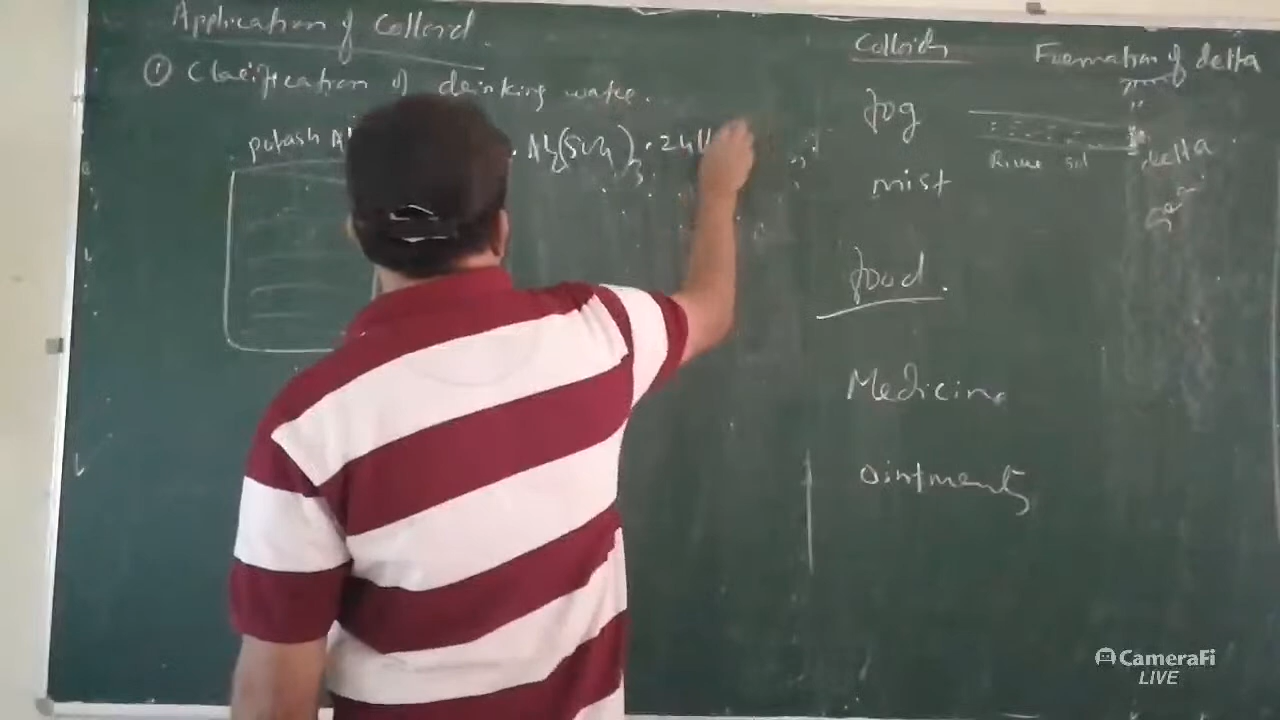 Application of Colloid.
① Clarification of drinking water.
potash Al
. Al2(SO4)3 . 24H
Colloids
fog
mist
food.
Medicine
ointments
Formation of delta
River sol
delta
CameraFi
LIVE